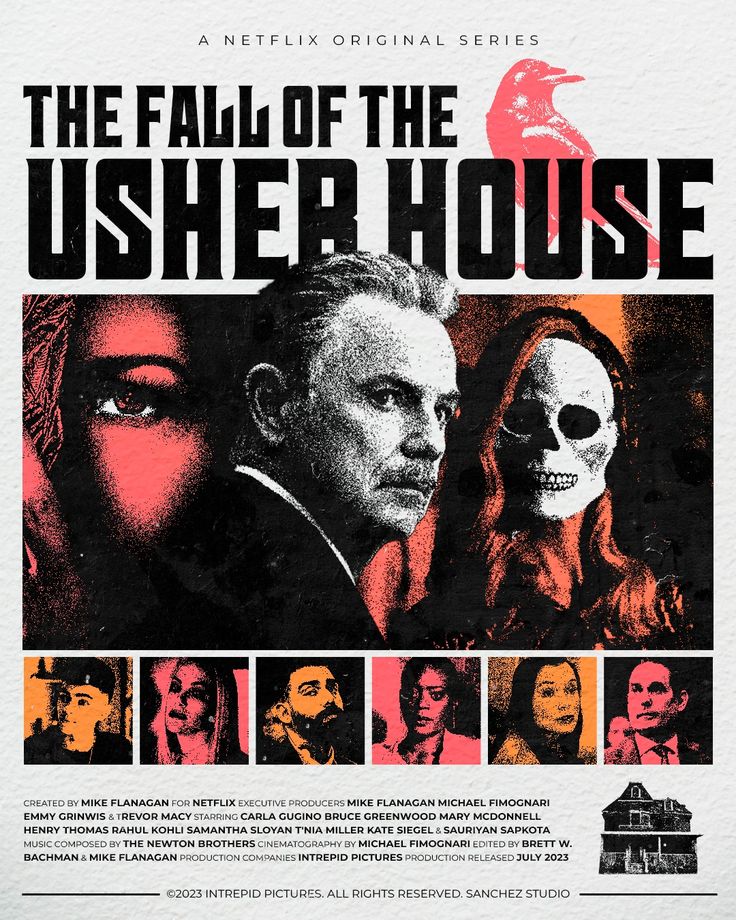 A NETFLIX ORIGINAL SERIES
THE FALL OF THE
USHER HOUSE
CREATED BY MIKE FLANAGAN FOR NETFLIX EXECUTIVE PRODUCERS MIKE FLANAGAN MICHAEL FIMOGNARI
EMMY GRINWIS & TREVOR MACY STARRING CARLA GUGINO BRUCE GREENWOOD MARY MCDONNELL
HENRY THOMAS RAHUL KOHLI SAMANTHA SLOYAN T'NIA MILLER KATE SIEGEL & SAURIYAN SAPKOTA
MUSIC COMPOSED BY THE NEWTON BROTHERS CINEMATOGRAPHY BY MICHAEL FIMOGNARI EDITED BY BRETT W.
BACHMAN & MIKE FLANAGAN PRODUCTION COMPANIES INTREPID PICTURES PRODUCTION RELEASED JULY 2023
©2023 INTREPID PICTURES. ALL RIGHTS RESERVED. SANCHEZ STUDIO